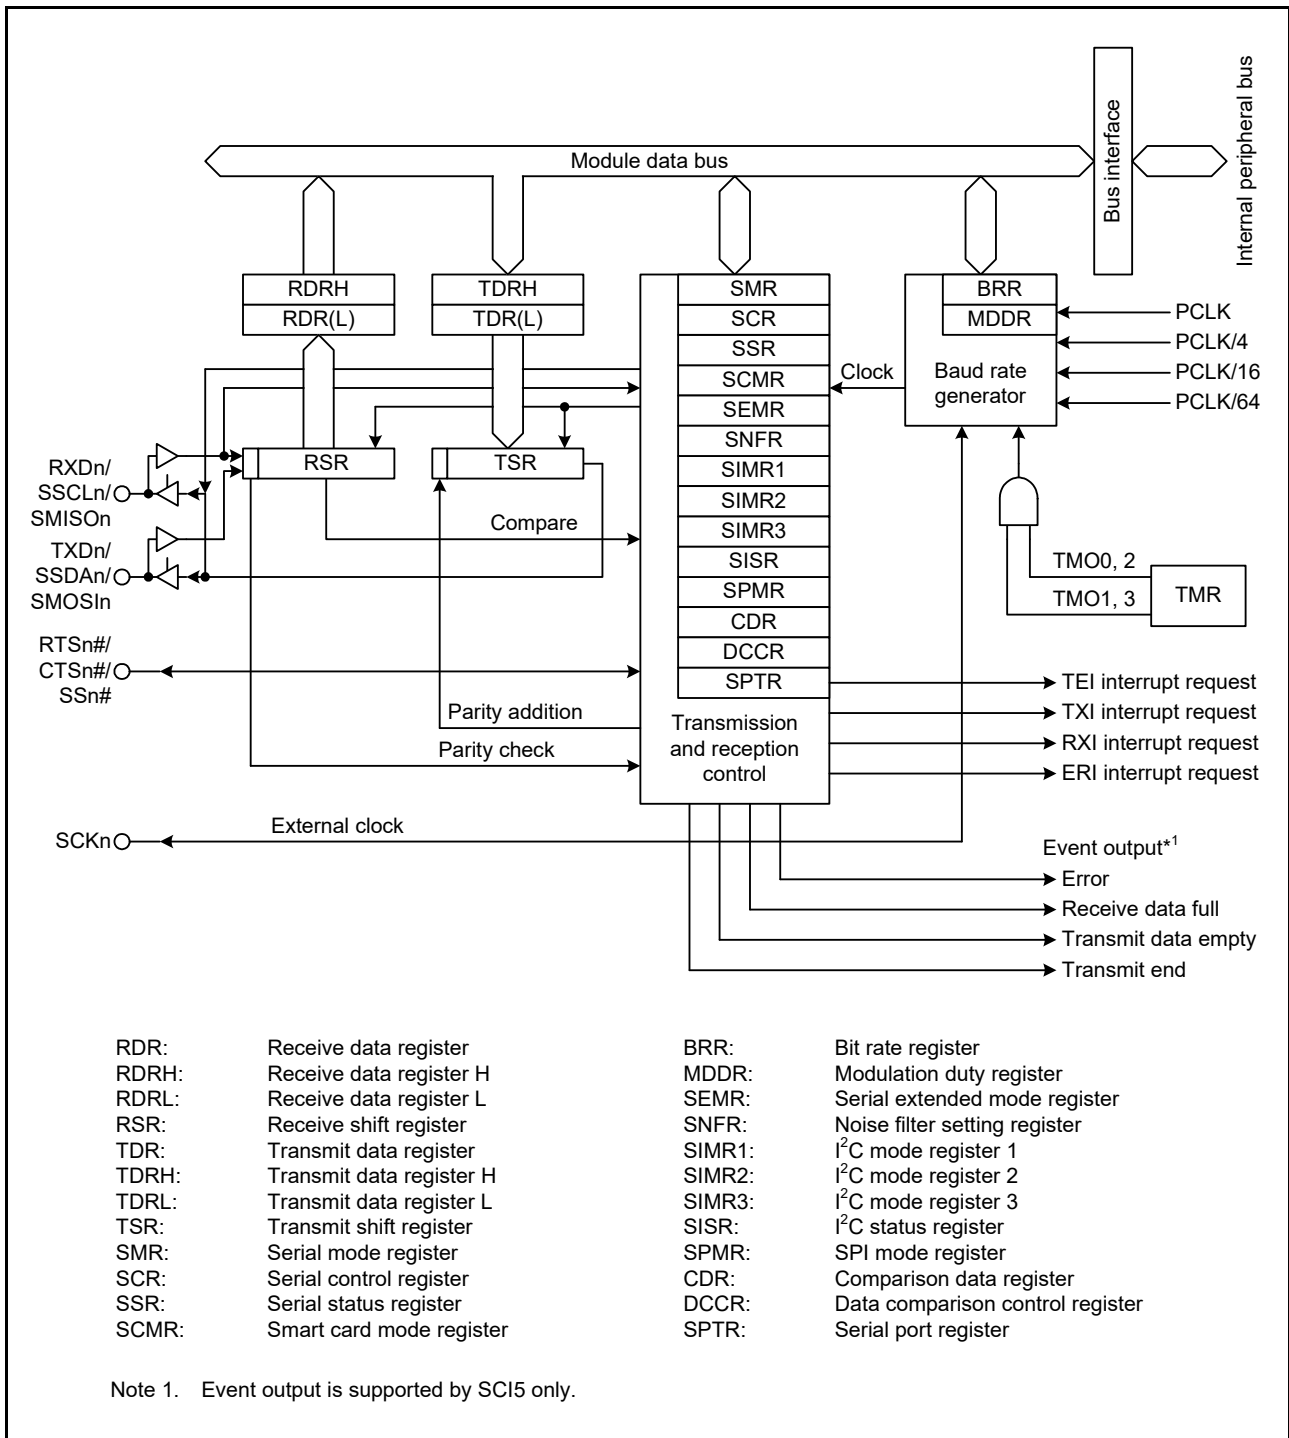 Module data bus
Bus interface
Internal peripheral bus
RDRH
RDR(L)
TDRH
TDR(L)
SMR
SCR
SSR
SCMR
SEMR
SNFR
SIMR1
SIMR2
SIMR3
SISR
SPMR
CDR
DCCR
SPTR
Transmission
and reception
control
BRR
MDDR
Baud rate
generator
Clock
PCLK
PCLK/4
PCLK/16
PCLK/64
RSR
TSR
RXDn/
SSCLn/
SMISOn
TXDn/
SSDAn/
SMOSIn
Compare
TMO0, 2
TMO1, 3
TMR
RTSn#/
CTSn#/
SSn#
Parity addition
Parity check
TEI interrupt request
TXI interrupt request
RXI interrupt request
ERI interrupt request
SCKn
External clock
Event output*1
Error
Receive data full
Transmit data empty
Transmit end
RDR: Receive data register
RDRH: Receive data register H
RDRL: Receive data register L
RSR: Receive shift register
TDR: Transmit data register
TDRH: Transmit data register H
TDRL: Transmit data register L
TSR: Transmit shift register
SMR: Serial mode register
SCR: Serial control register
SSR: Serial status register
SCMR: Smart card mode register
BRR: Bit rate register
MDDR: Modulation duty register
SEMR: Serial extended mode register
SNFR: Noise filter setting register
SIMR1: I2C mode register 1
SIMR2: I2C mode register 2
SIMR3: I2C mode register 3
SISR: I2C status register
SPMR: SPI mode register
CDR: Comparison data register
DCCR: Data comparison control register
SPTR: Serial port register
Note 1. Event output is supported by SCI5 only.